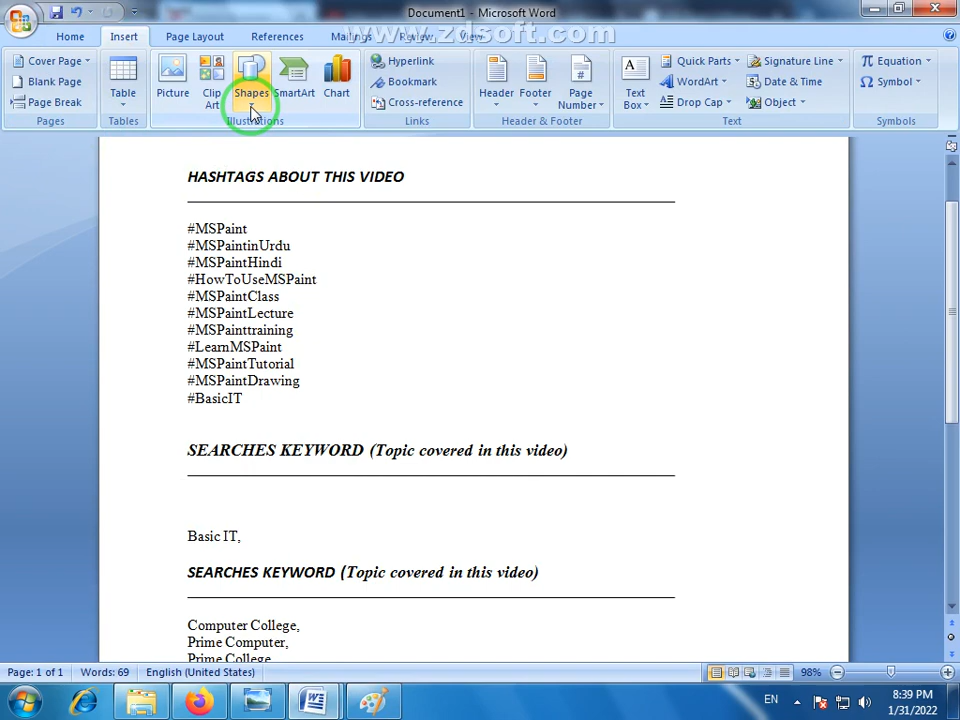 Document1 - Microsoft Word
Home Insert Page Layout References Mailings Review View
www.zdsoft.com
Cover Page
Blank Page
Page Break
Pages
Table
Tables
Picture
Clip Art
Shapes
SmartArt
Chart
Illustrations
Hyperlink
Bookmark
Cross-reference
Links
Header
Footer
Page Number
Header & Footer
Text Box
Quick Parts
WordArt
Drop Cap
Signature Line
Date & Time
Object
Text
Equation
Symbol
Symbols
HASHTAGS ABOUT THIS VIDEO
#MSPaint
#MSPaintinUrdu
#MSPaintHindi
#HowToUseMSPaint
#MSPaintClass
#MSPaintLecture
#MSPainttraining
#LearnMSPaint
#MSPaintTutorial
#MSPaintDrawing
#BasicIT
SEARCHES KEYWORD (Topic covered in this video)
Basic IT,
SEARCHES KEYWORD (Topic covered in this video)
Computer College,
Prime Computer,
Prime College
Page: 1 of 1 Words: 69 English (United States) 98%
EN 8:39 PM
1/31/2022